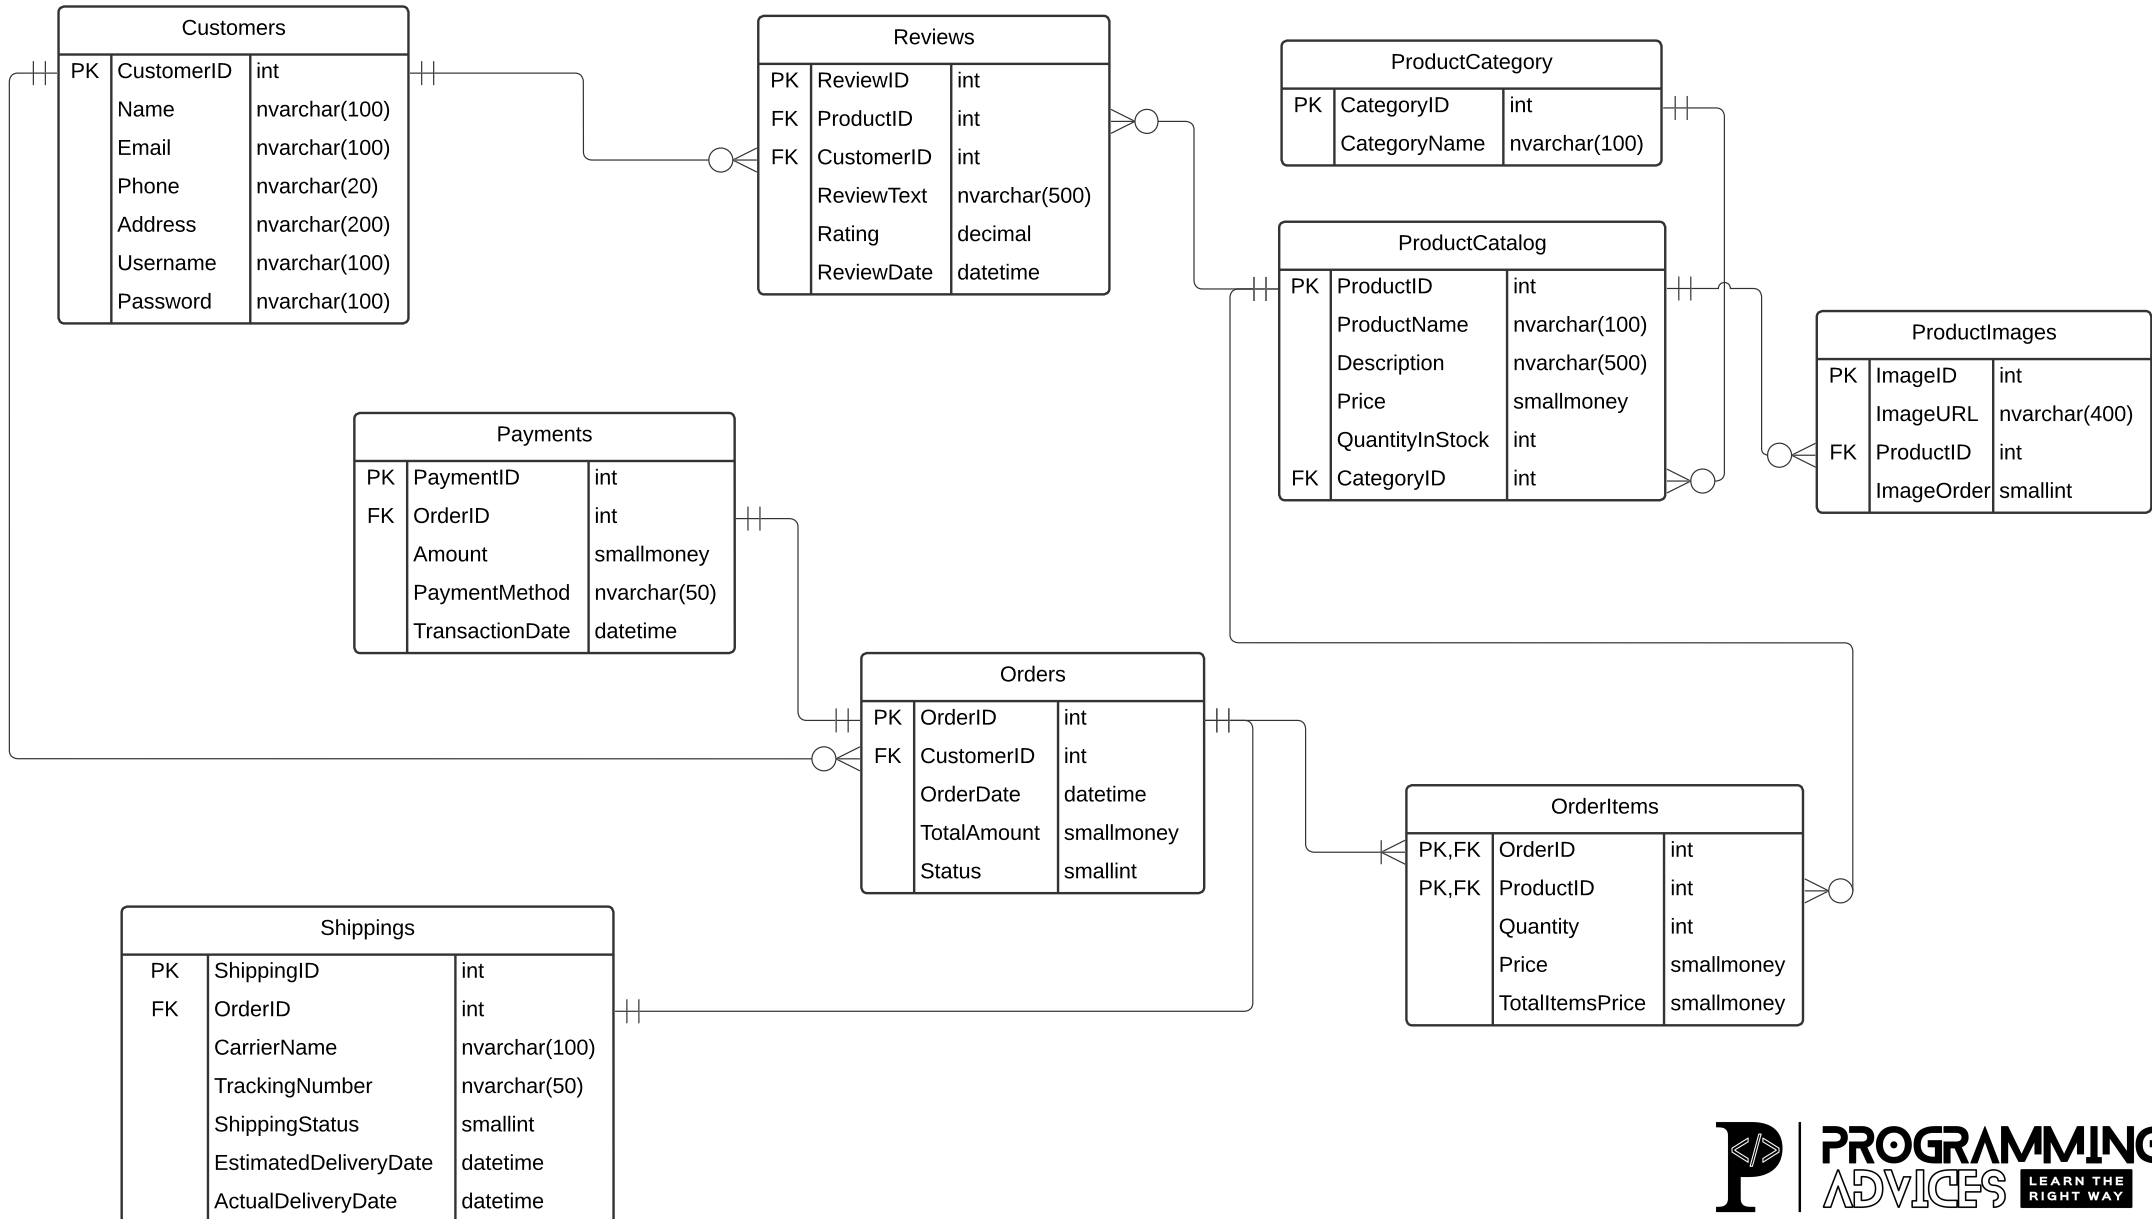 Customers
PK CustomerID int
Name nvarchar(100)
Email nvarchar(100)
Phone nvarchar(20)
Address nvarchar(200)
Username nvarchar(100)
Password nvarchar(100)
Reviews
PK ReviewID int
FK ProductID int
FK CustomerID int
ReviewText nvarchar(500)
Rating decimal
ReviewDate datetime
ProductCategory
PK CategoryID int
CategoryName nvarchar(100)
ProductCatalog
PK ProductID int
ProductName nvarchar(100)
Description nvarchar(500)
Price smallmoney
QuantityInStock int
FK CategoryID int
ProductImages
PK ImageID int
ImageURL nvarchar(400)
FK ProductID int
ImageOrder smallint
Payments
PK PaymentID int
FK OrderID int
Amount smallmoney
PaymentMethod nvarchar(50)
TransactionDate datetime
Orders
PK OrderID int
FK CustomerID int
OrderDate datetime
TotalAmount smallmoney
Status smallint
OrderItems
PK,FK OrderID int
PK,FK ProductID int
Quantity int
Price smallmoney
TotalItemsPrice smallmoney
Shippings
PK ShippingID int
FK OrderID int
CarrierName nvarchar(100)
TrackingNumber nvarchar(50)
ShippingStatus smallint
EstimatedDeliveryDate datetime
ActualDeliveryDate datetime
P </>
PROGRAMMING
ADVICES
LEARN THE
RIGHT WAY